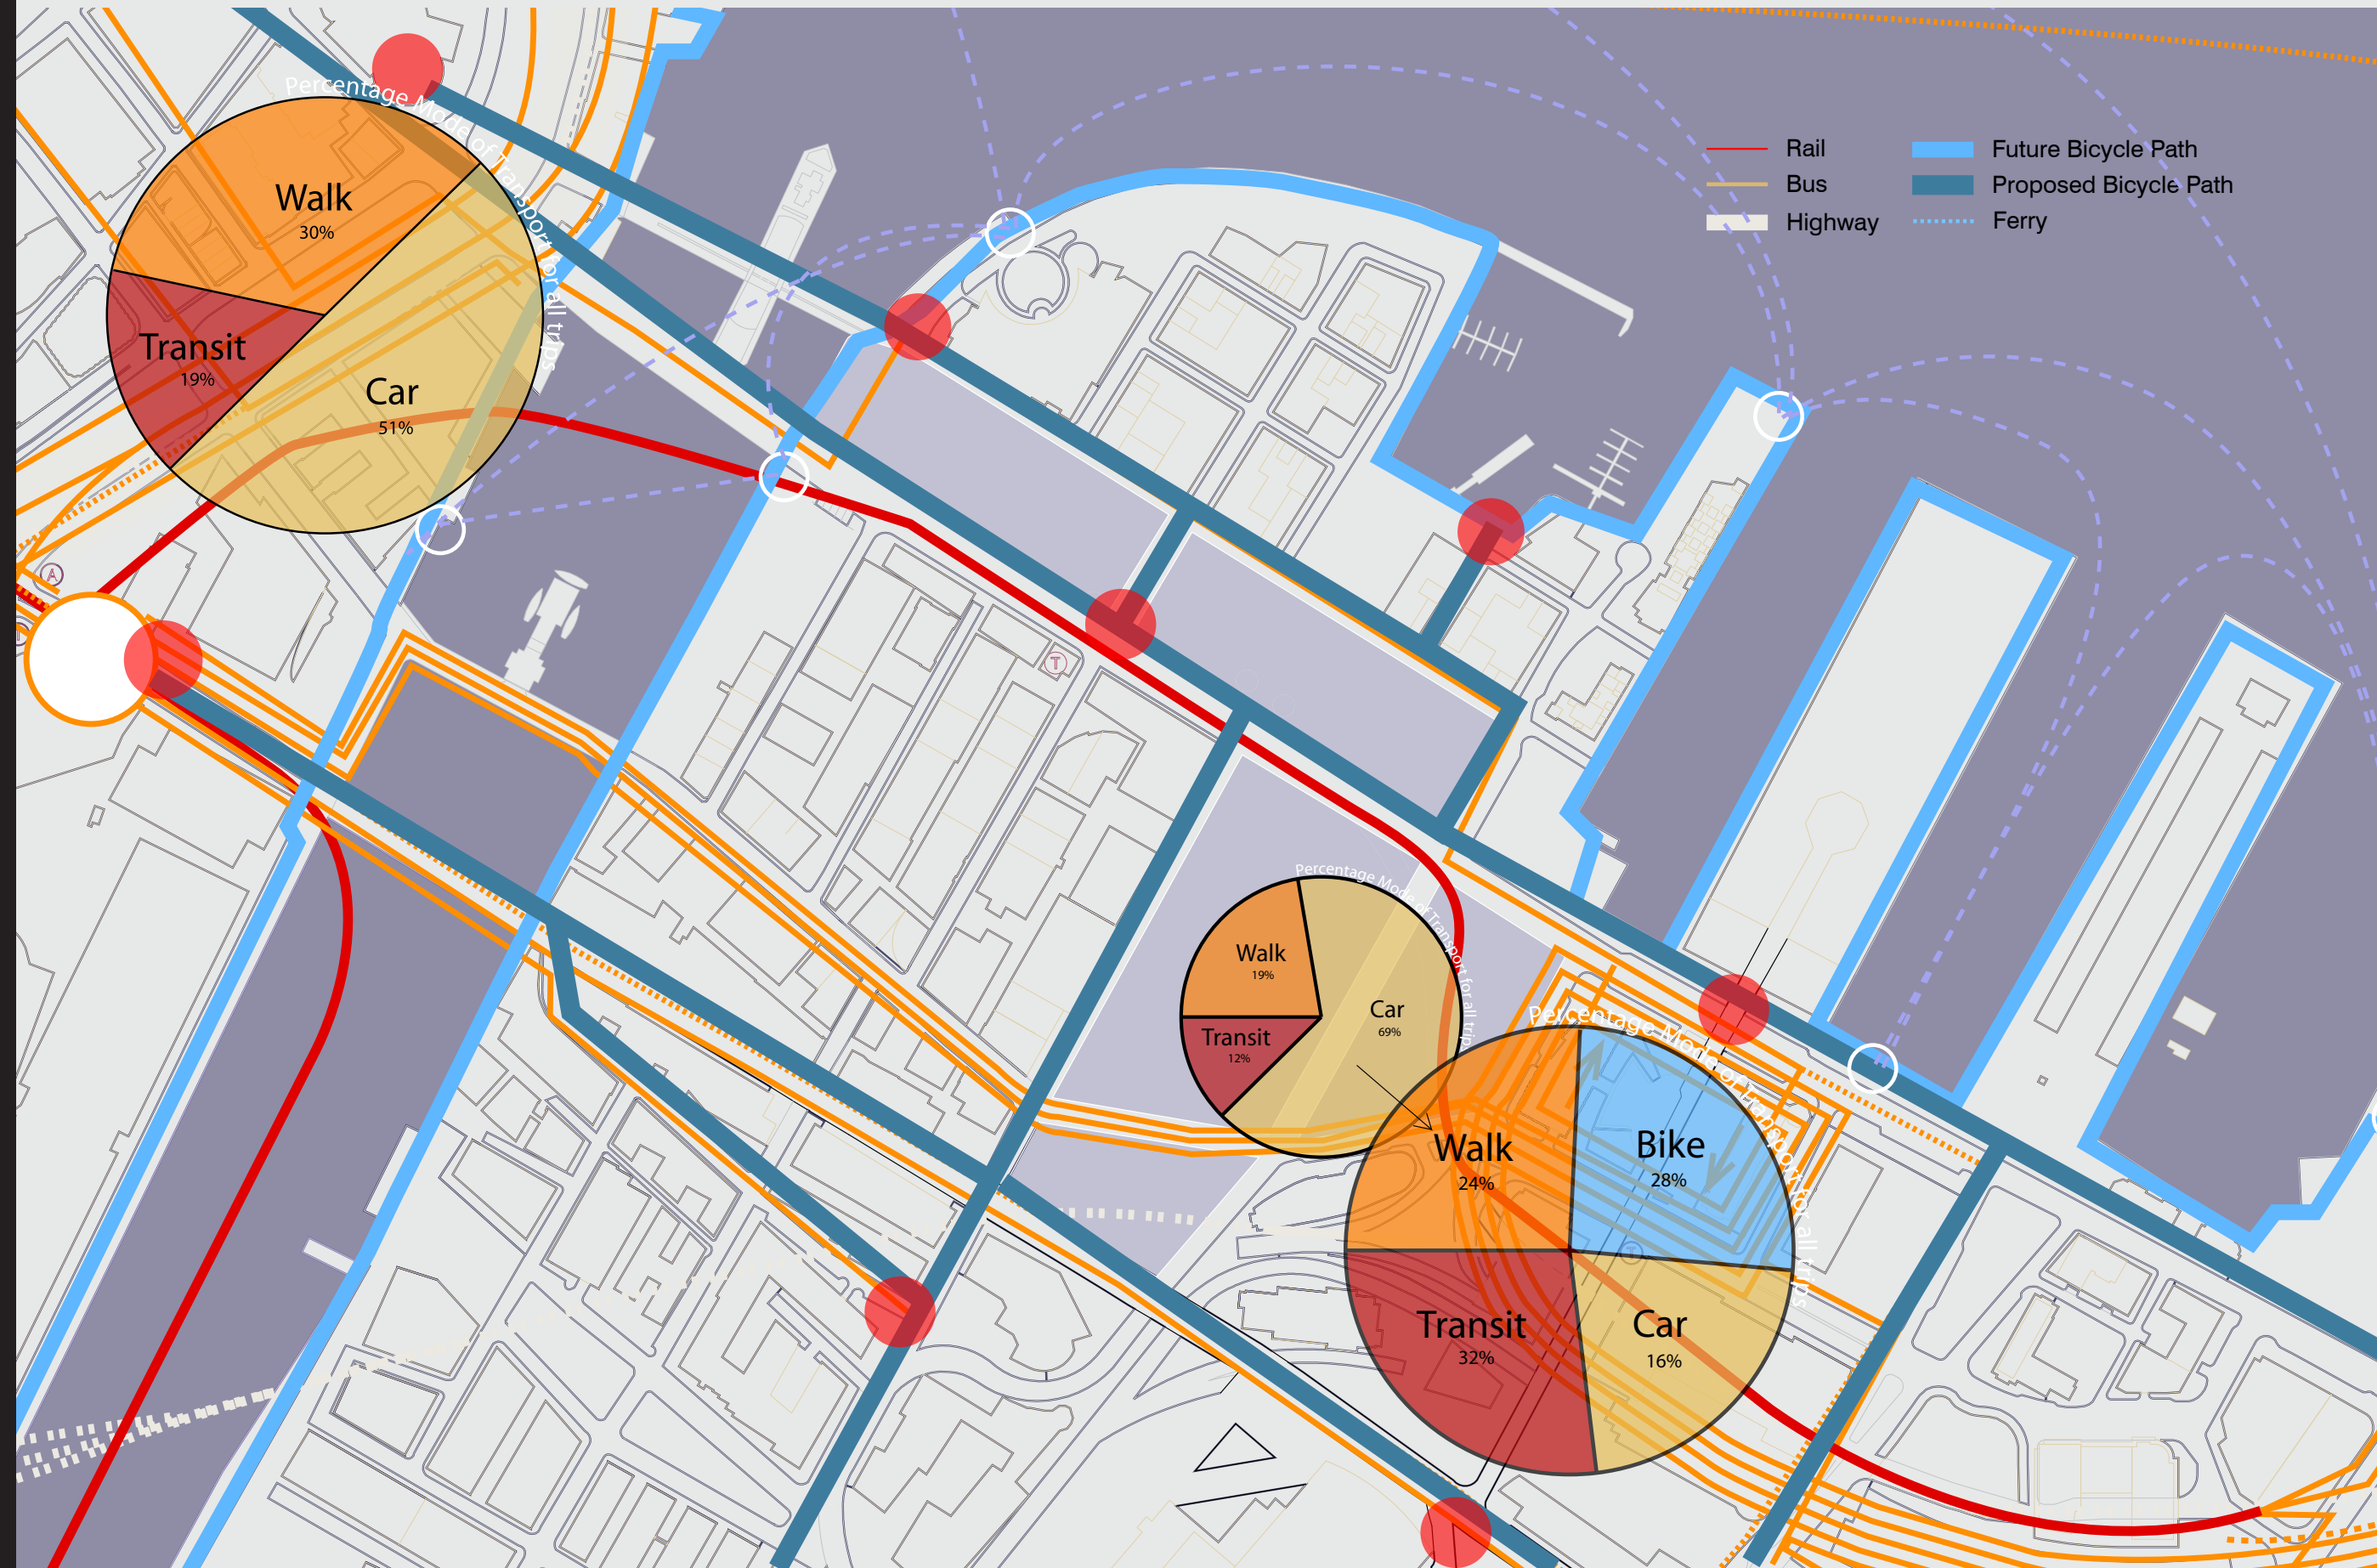 Percentage Mode of Transport for all trips
Walk
30%
Transit
19%
Car
51%
Rail
Bus
Highway
Future Bicycle Path
Proposed Bicycle Path
Ferry
A
T
Percentage Mode of Transport for all trip
Walk
19%
Car
69%
Transit
12%
Percentage Mode of Transport for all trips
Walk
24%
Bike
28%
T
Transit
32%
Car
16%